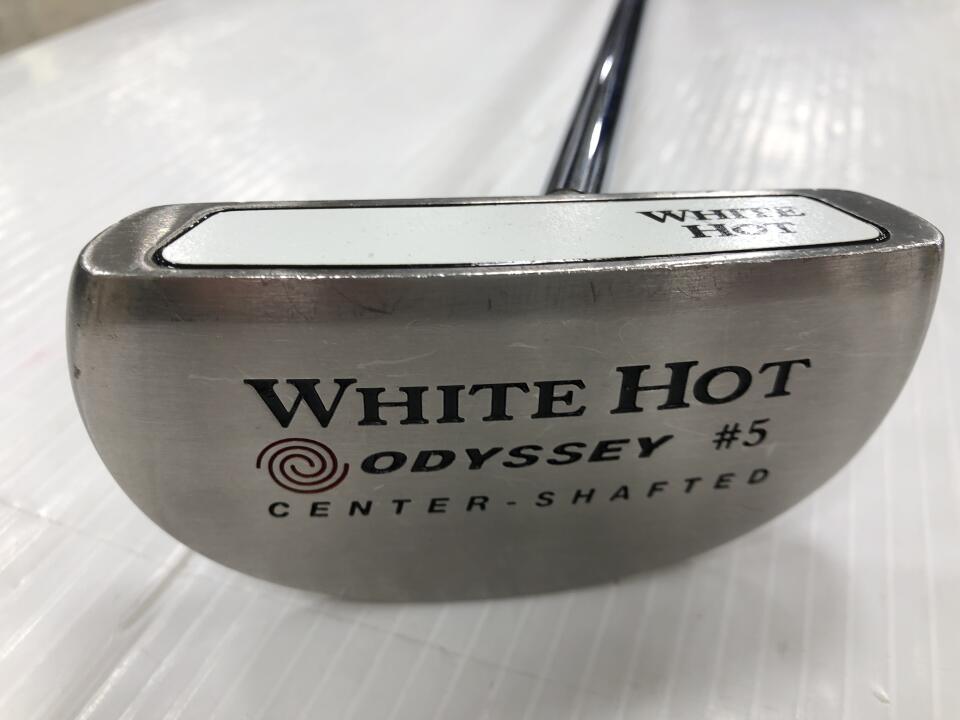 WHITE
HOT
WHITE HOT
ODYSSEY #5
CENTER-SHAFTED